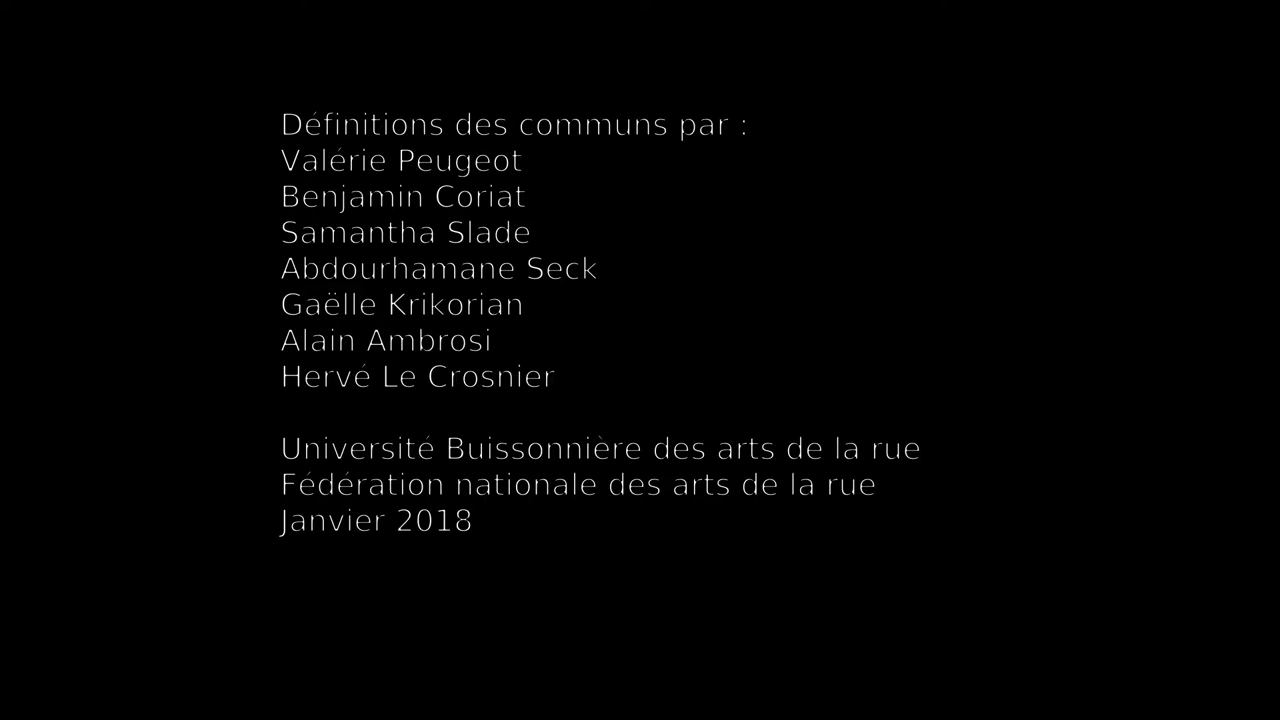 Définitions des communs par :
Valérie Peugeot
Benjamin Coriat
Samantha Slade
Abdourhamane Seck
Gaëlle Krikorian
Alain Ambrosi
Hervé Le Crosnier
Université Buissonnière des arts de la rue
Fédération nationale des arts de la rue
Janvier 2018